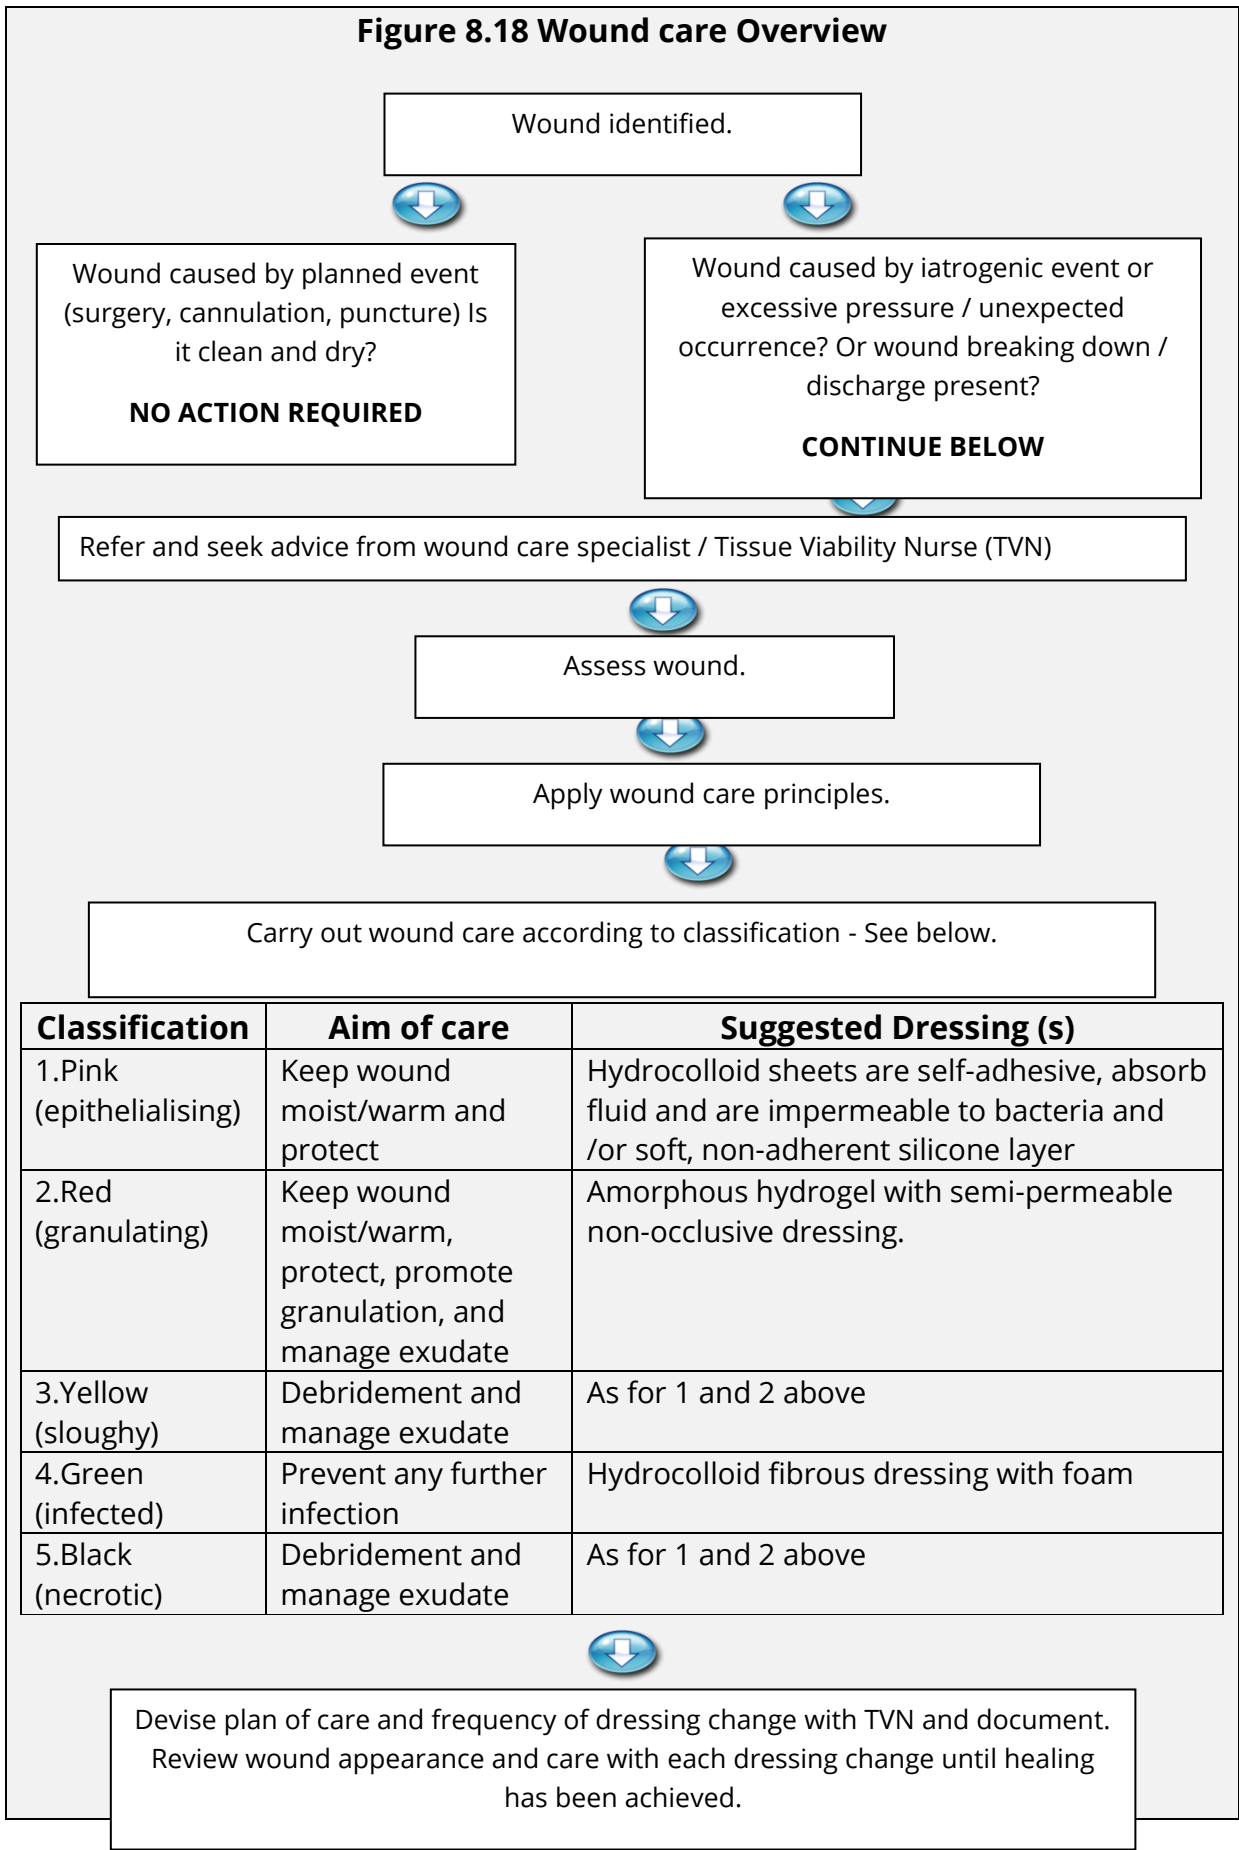 Figure 8.18 Wound care Overview
Wound identified.
Wound caused by planned event
(surgery, cannulation, puncture) Is
it clean and dry?
NO ACTION REQUIRED
Wound caused by iatrogenic event or
excessive pressure / unexpected
occurrence? Or wound breaking down /
discharge present?
CONTINUE BELOW
Refer and seek advice from wound care specialist / Tissue Viability Nurse (TVN)
Assess wound.
Apply wound care principles.
Carry out wound care according to classification - See below.
Classification
Aim of care
Suggested Dressing (s)
1.Pink
(epithelialising)
Keep wound
moist/warm and
protect
Hydrocolloid sheets are self-adhesive, absorb
fluid and are impermeable to bacteria and
/or soft, non-adherent silicone layer
2.Red
(granulating)
Keep wound
moist/warm,
protect, promote
granulation, and
manage exudate
Amorphous hydrogel with semi-permeable
non-occlusive dressing.
3.Yellow
(sloughy)
Debridement and
manage exudate
As for 1 and 2 above
4.Green
(infected)
Prevent any further
infection
Hydrocolloid fibrous dressing with foam
5.Black
(necrotic)
Debridement and
manage exudate
As for 1 and 2 above
Devise plan of care and frequency of dressing change with TVN and document.
Review wound appearance and care with each dressing change until healing
has been achieved.